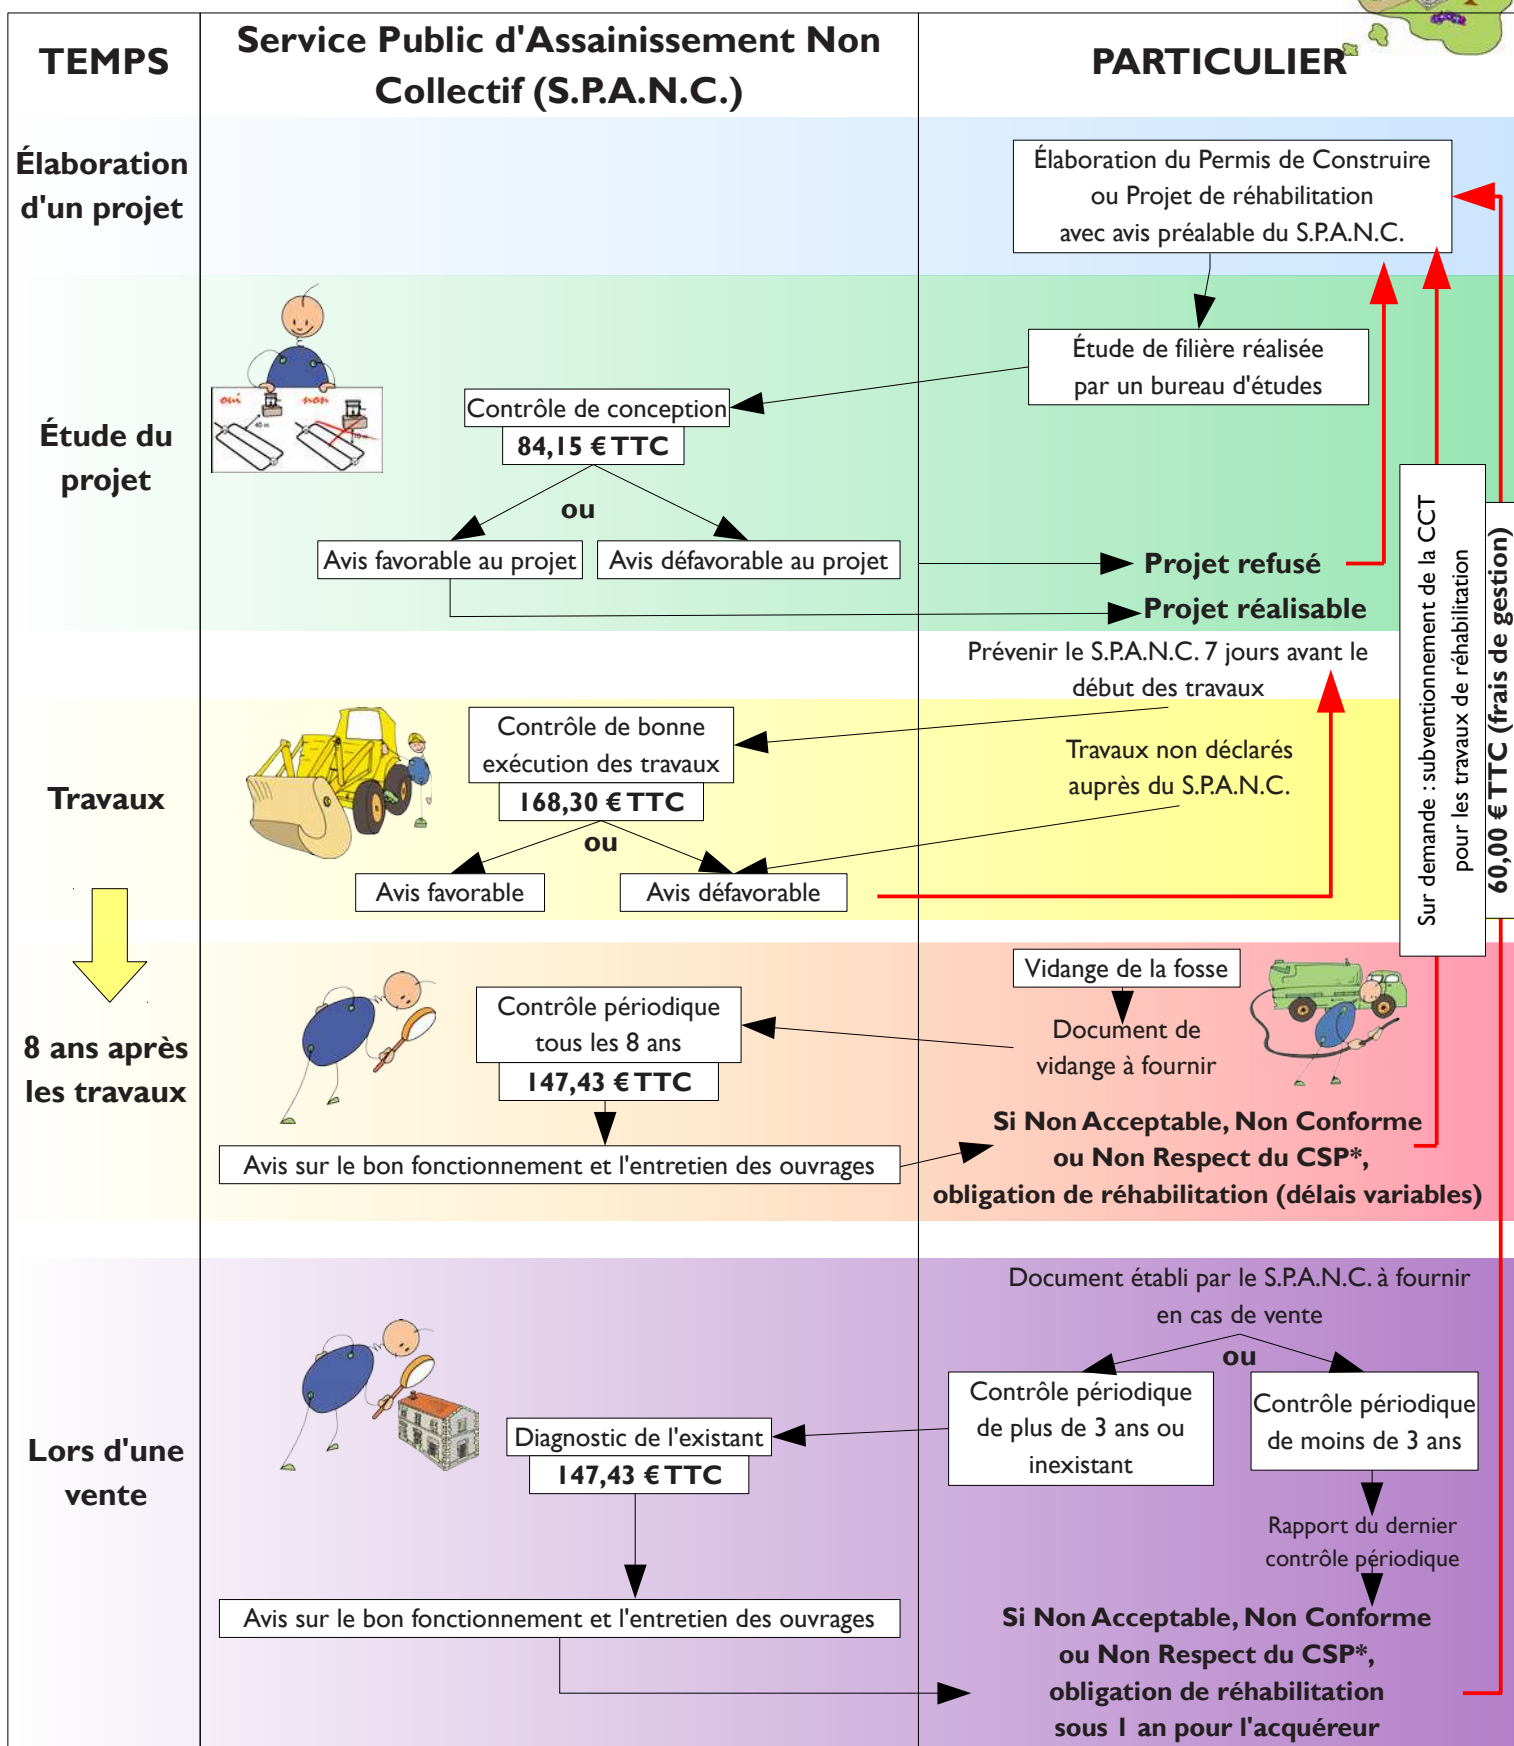 TEMPS
Service Public d'Assainissement Non
Collectif (S.P.A.N.C.)
PARTICULIER
Élaboration
d'un projet
Élaboration du Permis de Construire
ou Projet de réhabilitation
avec avis préalable du S.P.A.N.C.
Étude du
projet
oui
non
40 m
Étude de filière réalisée
par un bureau d'études
Contrôle de conception
84,15 € TTC
ou
Avis favorable au projet
Avis défavorable au projet
Projet refusé
Projet réalisable
Sur demande : subventionnement de la CCT
pour les travaux de réhabilitation
60,00 € TTC (frais de gestion)
Prévenir le S.P.A.N.C. 7 jours avant le
début des travaux
Travaux
Contrôle de bonne
exécution des travaux
168,30 € TTC
ou
Travaux non déclarés
auprès du S.P.A.N.C.
Avis favorable
Avis défavorable
8 ans après
les travaux
Vidange de la fosse
Document de
vidange à fournir
Contrôle périodique
tous les 8 ans
147,43 € TTC
Avis sur le bon fonctionnement et l'entretien des ouvrages
Si Non Acceptable, Non Conforme
ou Non Respect du CSP*,
obligation de réhabilitation (délais variables)
Lors d'une
vente
Document établi par le S.P.A.N.C. à fournir
en cas de vente
ou
Contrôle périodique
de plus de 3 ans ou
inexistant
Contrôle périodique
de moins de 3 ans
Diagnostic de l'existant
147,43 € TTC
Rapport du dernier
contrôle périodique
Avis sur le bon fonctionnement et l'entretien des ouvrages
Si Non Acceptable, Non Conforme
ou Non Respect du CSP*,
obligation de réhabilitation
sous 1 an pour l'acquéreur